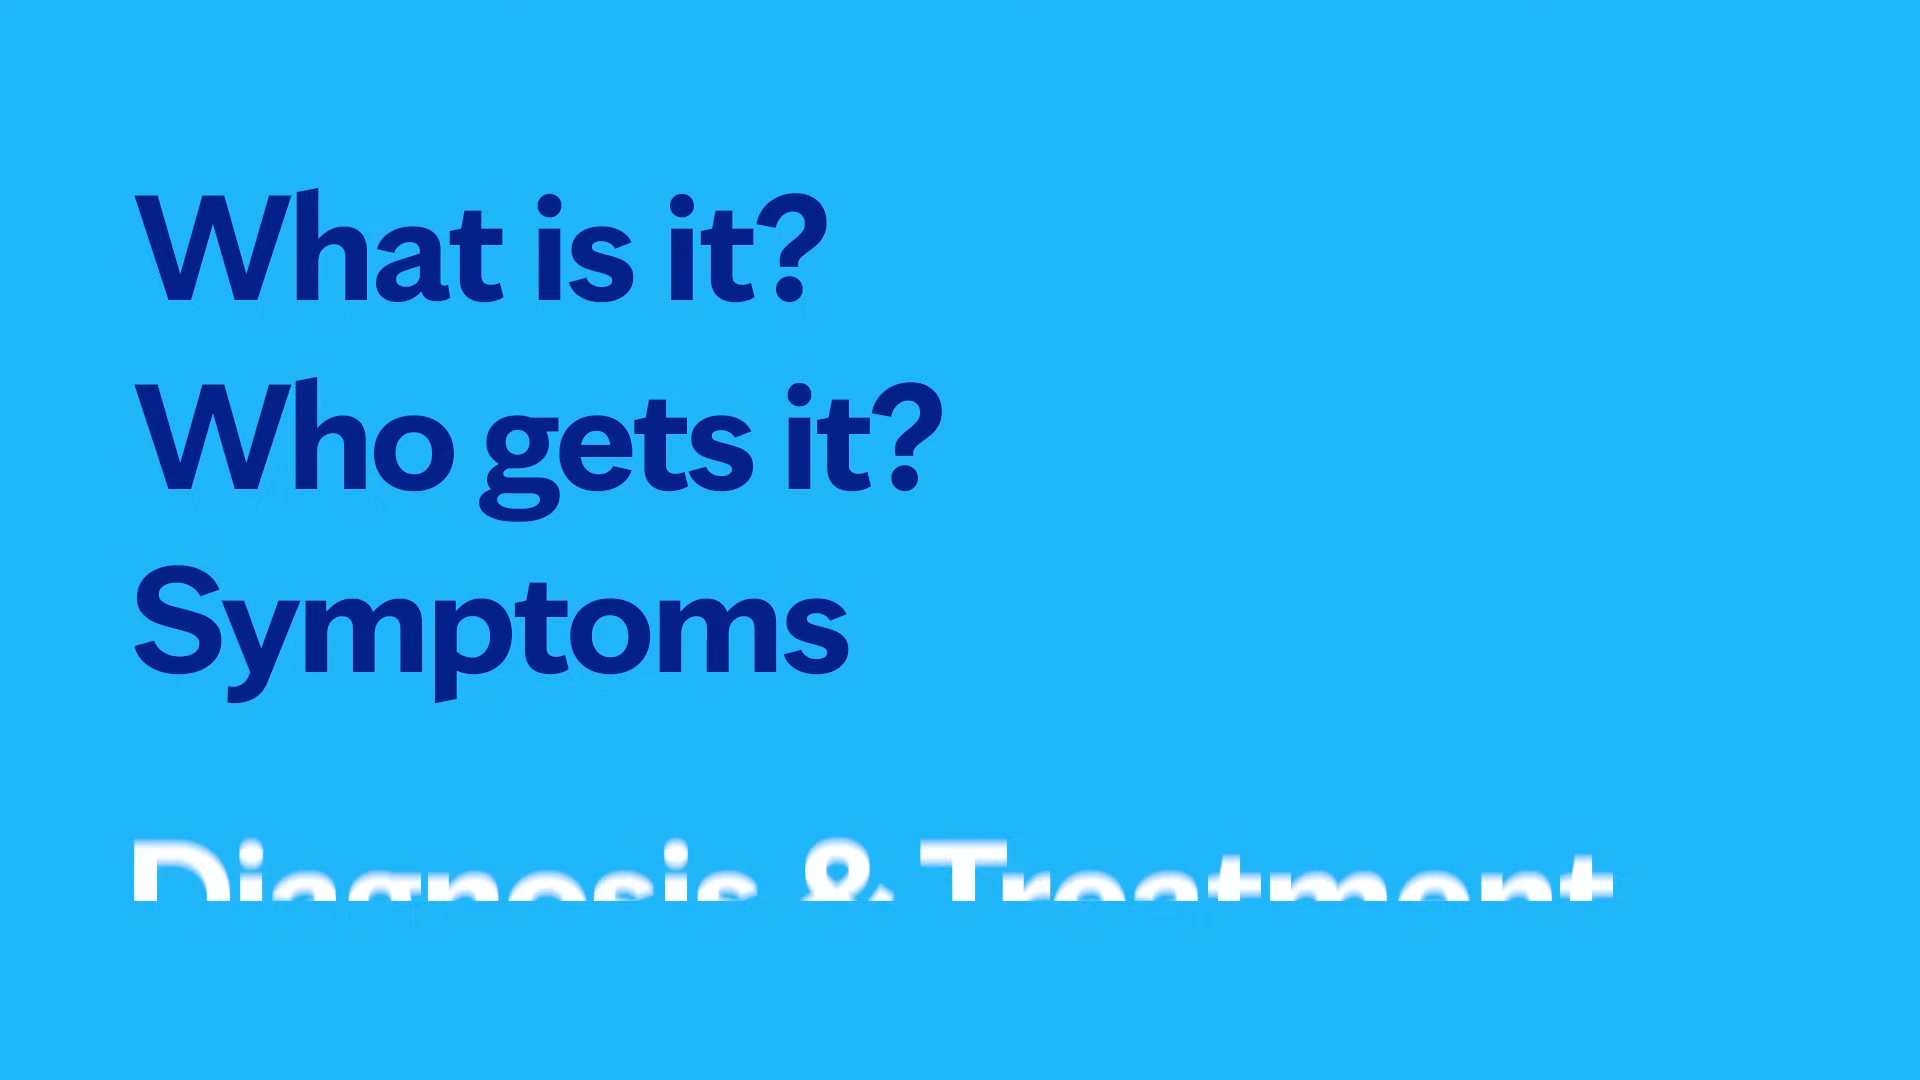 What is it?
Who gets it?
Symptoms
Diagnosis & Treatment